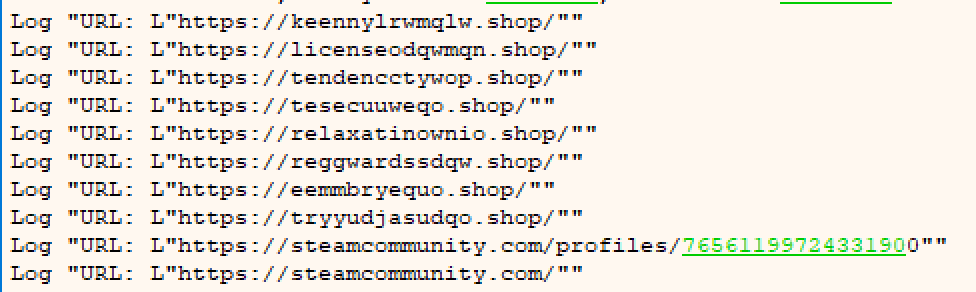 Log "URL: L"https://keennylrwmqlw.shop/""
Log "URL: L"https://licenseodqwmqn.shop/""
Log "URL: L"https://tendencctywop.shop/""
Log "URL: L"https://tesecuuweqo.shop/""
Log "URL: L"https://relaxatinownio.shop/""
Log "URL: L"https://reggwardssdqw.shop/""
Log "URL: L"https://eemmbryequo.shop/""
Log "URL: L"https://tryyudjasudqo.shop/""
Log "URL: L"https://steamcommunity.com/profiles/76561199724331900""
Log "URL: L"https://steamcommunity.com/""